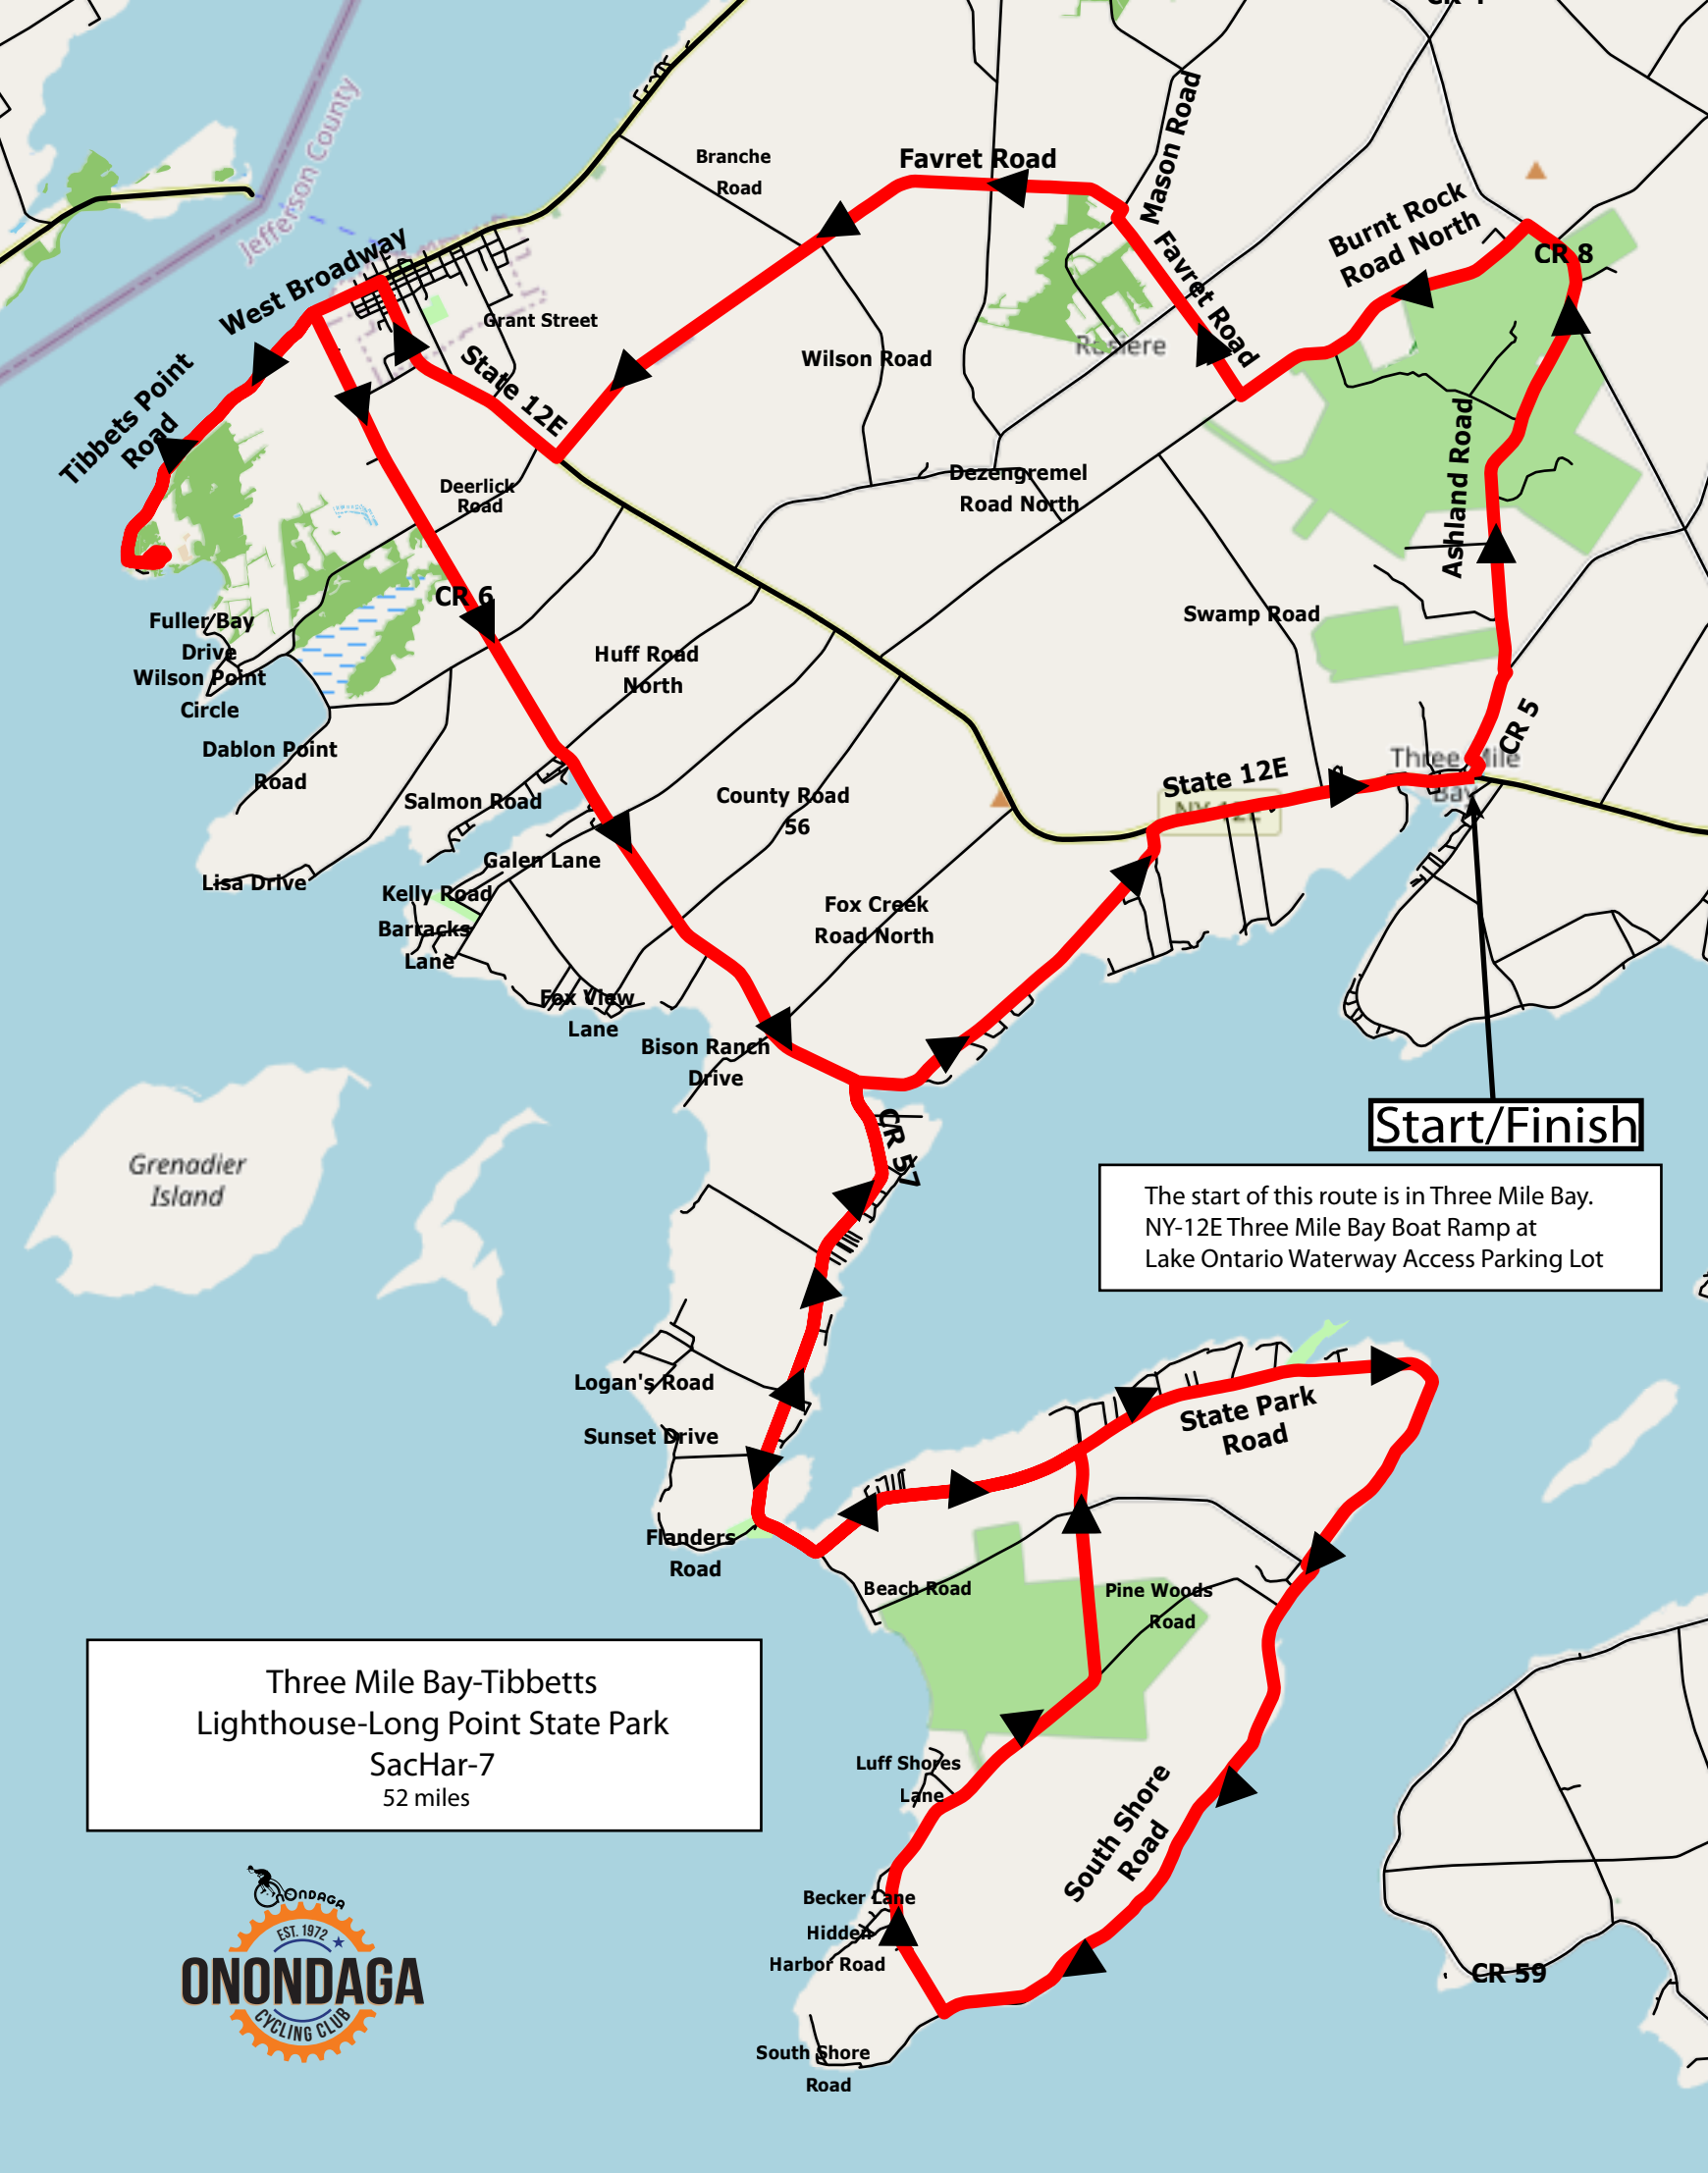 CR 4
Jefferson County
Branche
Road
Favret Road
Mason Road
Burnt Rock
Road North
CR 8
West Broadway
Grant Street
Favret Road
Rosiere
Wilson Road
State 12E
Tibbets Point
Road
Deerlick
Road
Dezengremel
Road North
Ashland Road
CR 6
Fuller Bay
Drive
Wilson Point
Circle
Swamp Road
Huff Road
North
Dablon Point
Road
CR 5
Three Mile
Bay
State 12E
NY 12E
Salmon Road
County Road
56
Galen Lane
Lisa Drive
Kelly Road
Barracks
Lane
Fox Creek
Road North
Fox View
Lane
Bison Ranch
Drive
Start/Finish
CR 57
Grenadier
Island
The start of this route is in Three Mile Bay.
NY-12E Three Mile Bay Boat Ramp at
Lake Ontario Waterway Access Parking Lot
Logan's Road
Sunset Drive
State Park
Road
Flanders
Road
Beach Road
Pine Woods
Road
Three Mile Bay-Tibbetts
Lighthouse-Long Point State Park
SacHar-7
52 miles
Luff Shores
Lane
South Shore
Road
Becker Lane
Hidden
Harbor Road
CR 59
South Shore
Road
ONONDAGA
EST. 1972
ONONDAGA
CYCLING CLUB